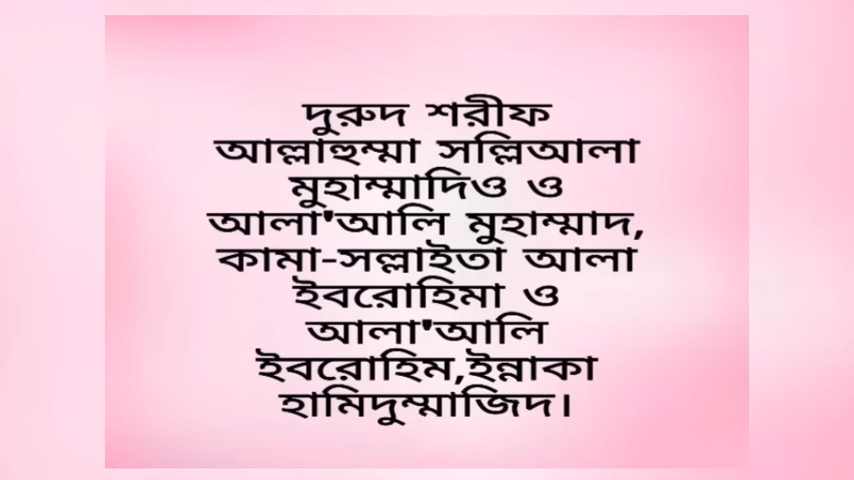 দুরুদ শরীফ
আল্লাহুম্মা সল্লিআলা
মুহাম্মাদিও ও
আলা'আলি মুহাম্মাদ,
কামা-সল্লাইতা আলা
ইবরোহিমা ও
আলা'আলি
ইবরোহিম,ইন্নাকা
হামিদুম্মাজিদ।